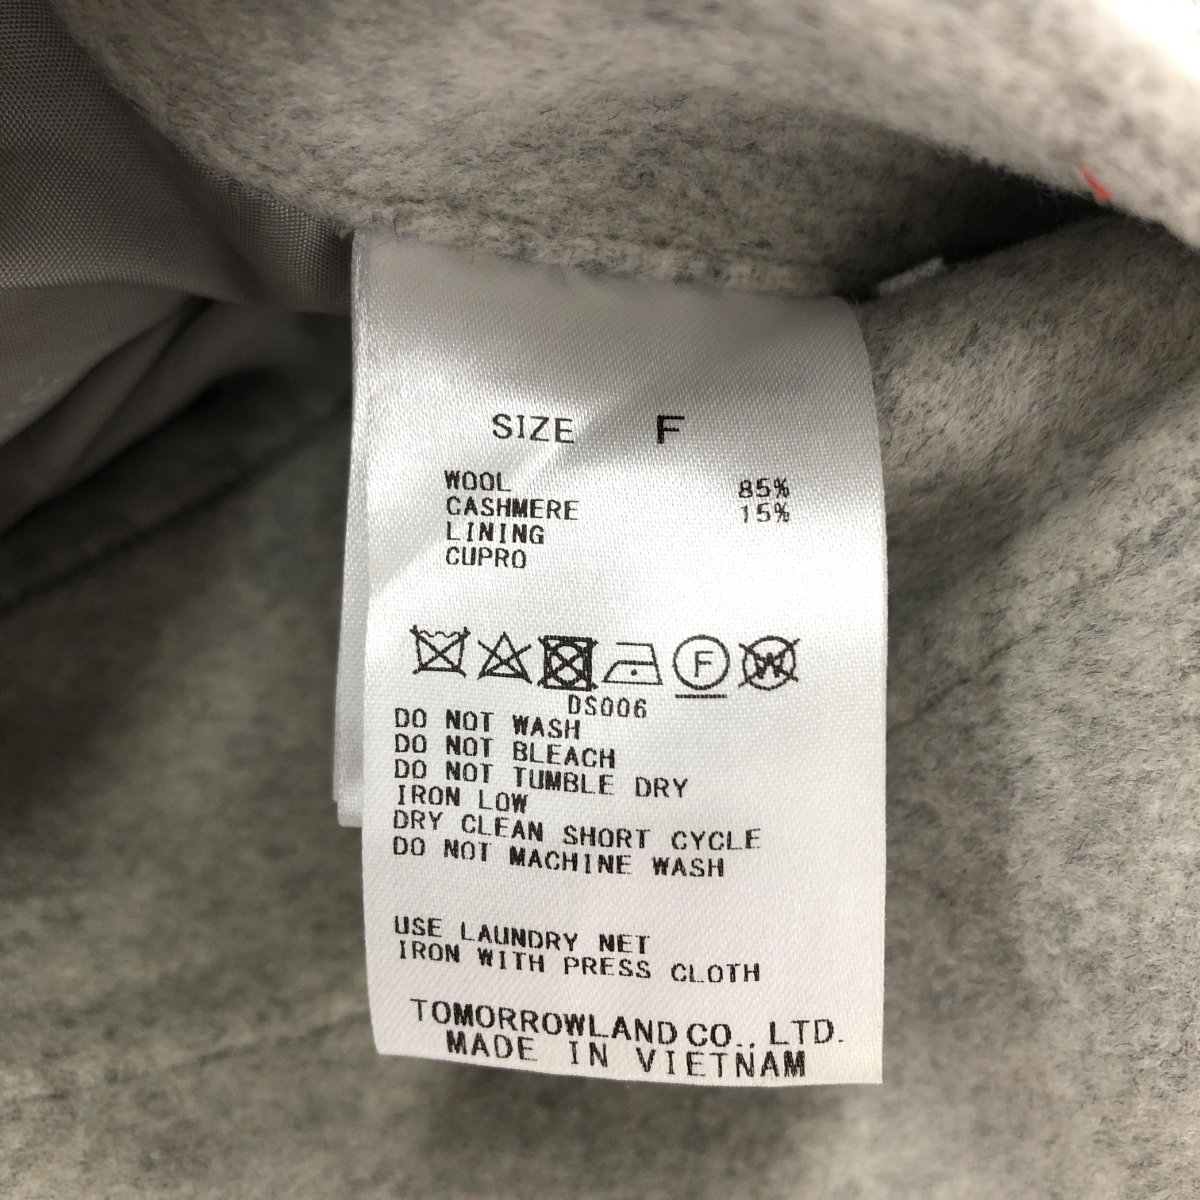 SIZE F
WOOL 85%
CASHMERE 15%
LINING
CUPRO
F W
DS006
DO NOT WASH
DO NOT BLEACH
DO NOT TUMBLE DRY
IRON LOW
DRY CLEAN SHORT CYCLE
DO NOT MACHINE WASH
USE LAUNDRY NET
IRON WITH PRESS CLOTH
TOMORROWLAND CO., LTD.
MADE IN VIETNAM